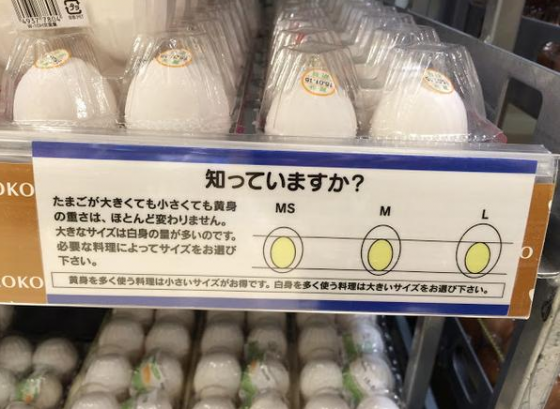 知っていますか?
たまごが大きくても小さくても黄身
の重さは、ほとんど変わりません。
大きなサイズは白身の量が多いのです。
必要な料理によってサイズをお選び
下さい。
MS
M
L
黄身を多く使う料理は小さいサイズがお得です。白身を多く使う料理は大きいサイズをお選び下さい。
OKO
OKO